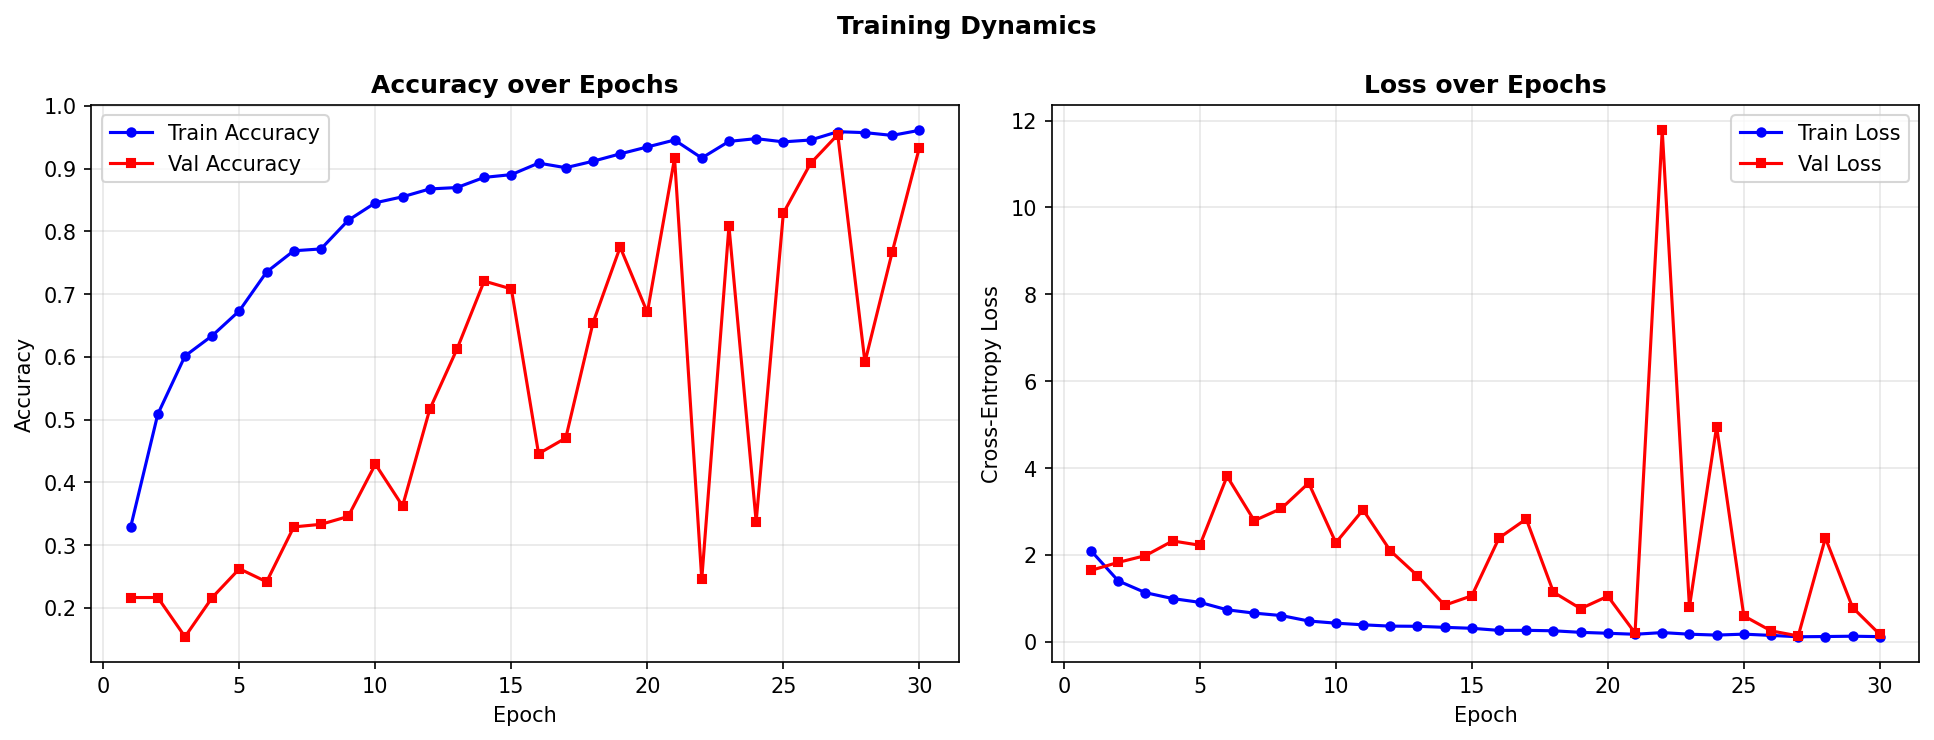 Training Dynamics
Accuracy over Epochs
Train Accuracy
Val Accuracy
Accuracy
1.0
0.9
0.8
0.7
0.6
0.5
0.4
0.3
0.2
0 5 10 15 20 25 30
Epoch
Loss over Epochs
Train Loss
Val Loss
Cross-Entropy Loss
12
10
8
6
4
2
0
0 5 10 15 20 25 30
Epoch